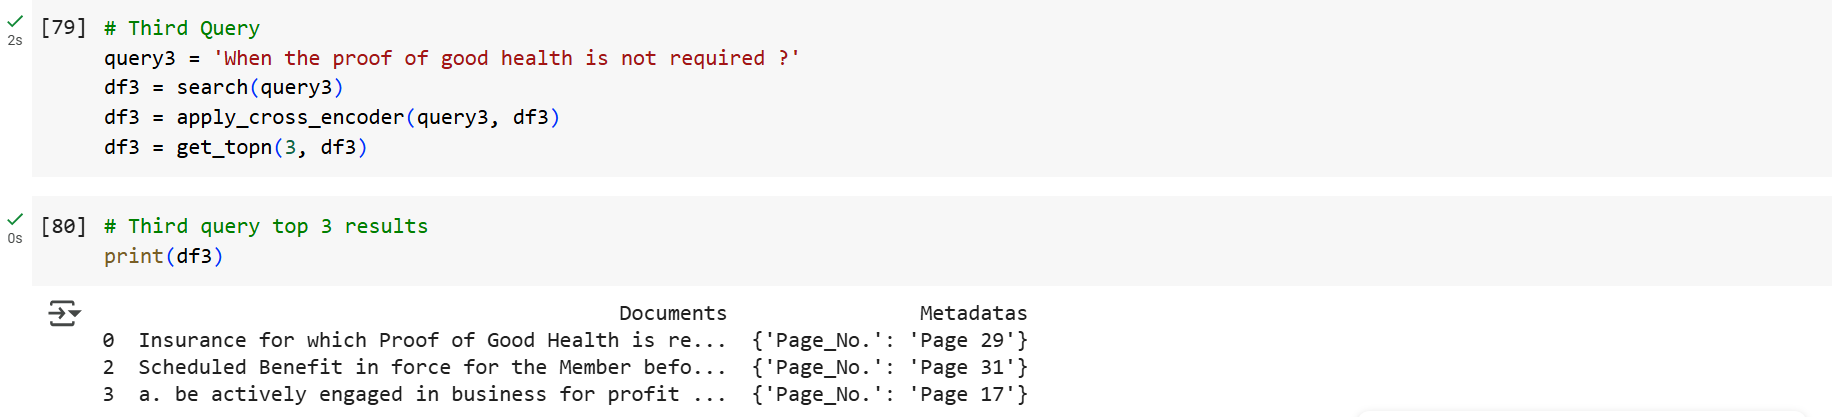 [79] # Third Query
2s
query3 = 'When the proof of good health is not required ?'
df3 = search(query3)
df3 = apply_cross_encoder(query3, df3)
df3 = get_topn(3, df3)
[80] # Third query top 3 results
0s
print(df3)
Documents Metadatas
0 Insurance for which Proof of Good Health is re... {'Page_No.': 'Page 29'}
2 Scheduled Benefit in force for the Member befo... {'Page_No.': 'Page 31'}
3 a. be actively engaged in business for profit ... {'Page_No.': 'Page 17'}